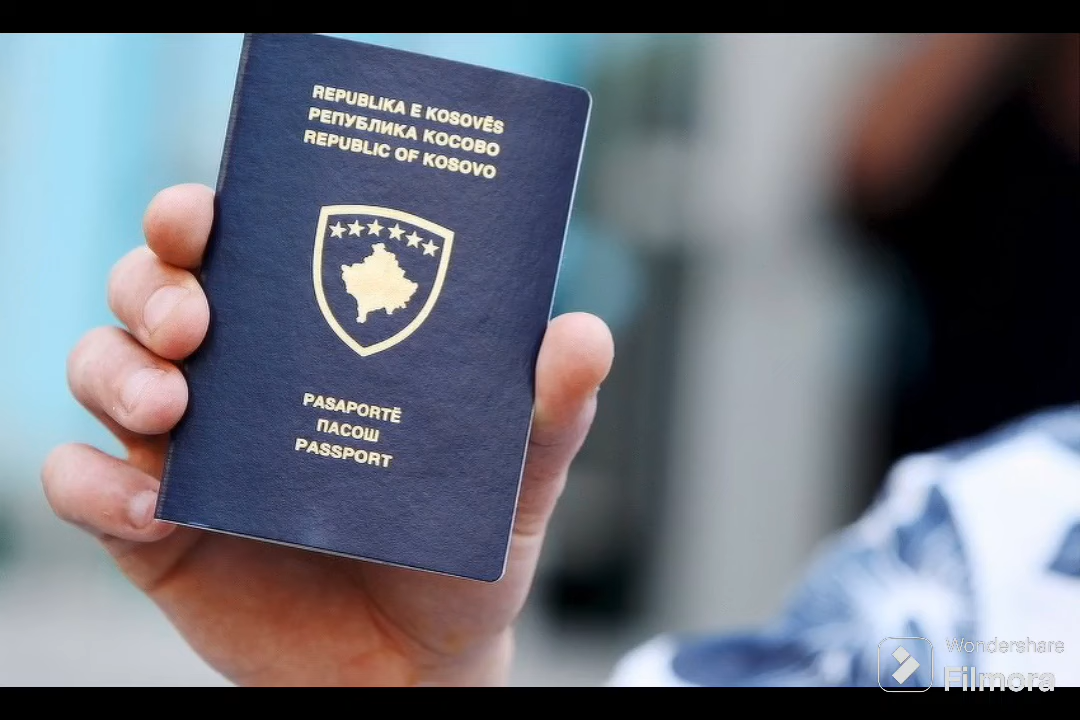 REPUBLIKA E KOSOVËS
РЕПУБЛИКА КОСОВО
REPUBLIC OF KOSOVO
PASAPORTË
ПАСОШ
PASSPORT
Wondershare
Filmora